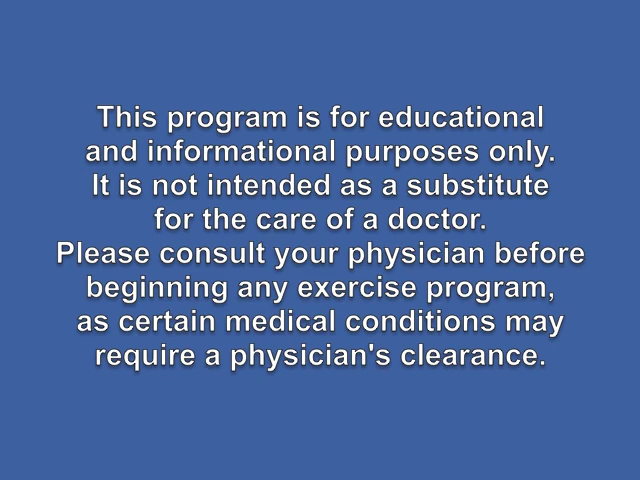 This program is for educational
and informational purposes only.
It is not intended as a substitute
for the care of a doctor.
Please consult your physician before
beginning any exercise program,
as certain medical conditions may
require a physician's clearance.